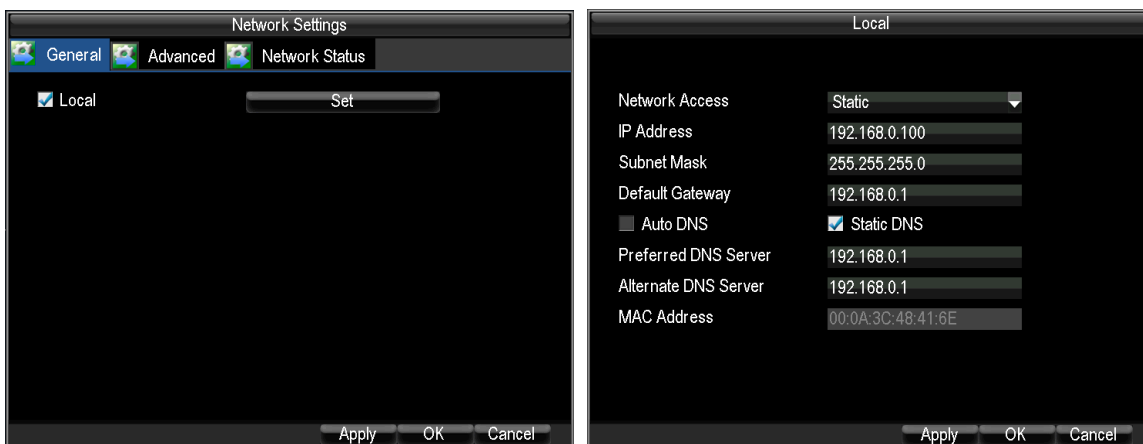 Network Settings
General Advanced Network Status
Local Set
Apply OK Cancel
Local
Network Access Static
IP Address 192.168.0.100
Subnet Mask 255.255.255.0
Default Gateway 192.168.0.1
Auto DNS Static DNS
Preferred DNS Server 192.168.0.1
Alternate DNS Server 192.168.0.1
MAC Address 00:0A:3C:48:41:6E
Apply OK Cancel